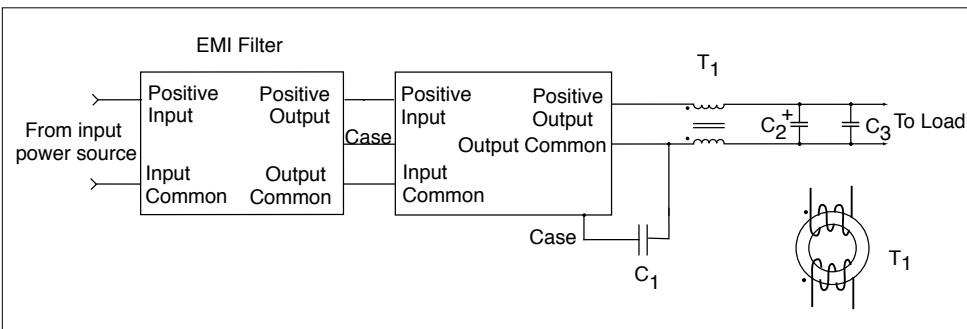 EMI Filter
T1
Positive Input
Positive Output
Positive Input
Positive Output
From input power source
Case
Output Common
C2
+
C3
To Load
Input Common
Output Common
Input Common
Case
C1
T1